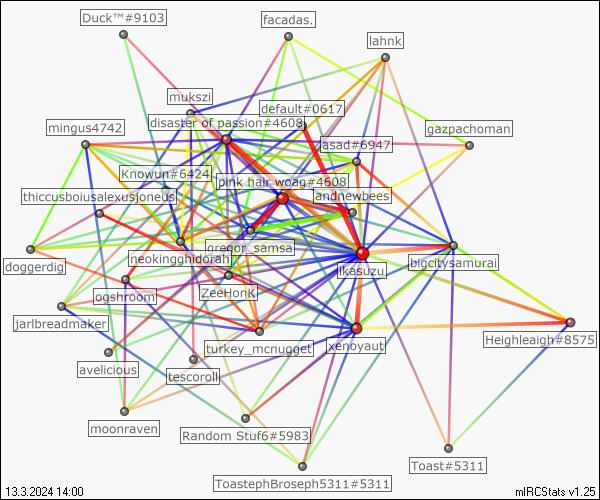 Duck™#9103
facadas.
lahnk
mukszi
default#0617
mingus4742
disaster of passion#4608
gazpachoman
asad#6947
Knowun#6424
pink hair woag#4608
thiccusboiusalexusjoneus
andnewbees
gregor_samsa
neokingghidorah
bigcitysamurai
doggerdig
ikasuzu
ogshroom
ZeeHonK
jarlbreadmaker
turkey_mcnugget
xenoyaut
Heighleaigh#8575
avelicious
tescoroll
moonraven
Random Stuf6#5983
Toast#5311
ToastephBroseph5311#5311
13.3.2024 14:00
mIRCStats v1.25